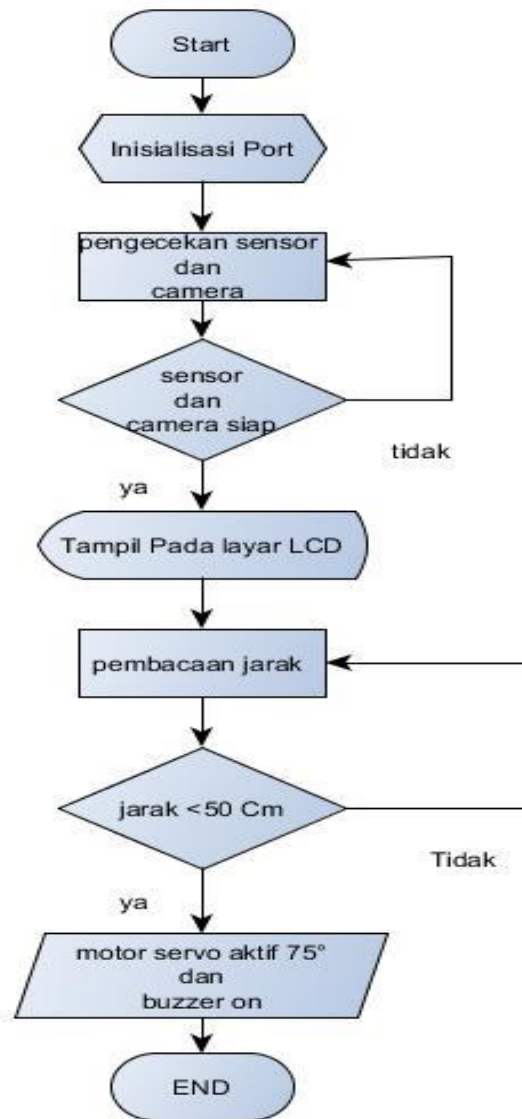 Start
Inisialisasi Port
pengecekan sensor
dan
camera
sensor
dan
camera siap
tidak
ya
Tampil Pada layar LCD
pembacaan jarak
jarak <50 Cm
Tidak
ya
motor servo aktif 75°
dan
buzzer on
END